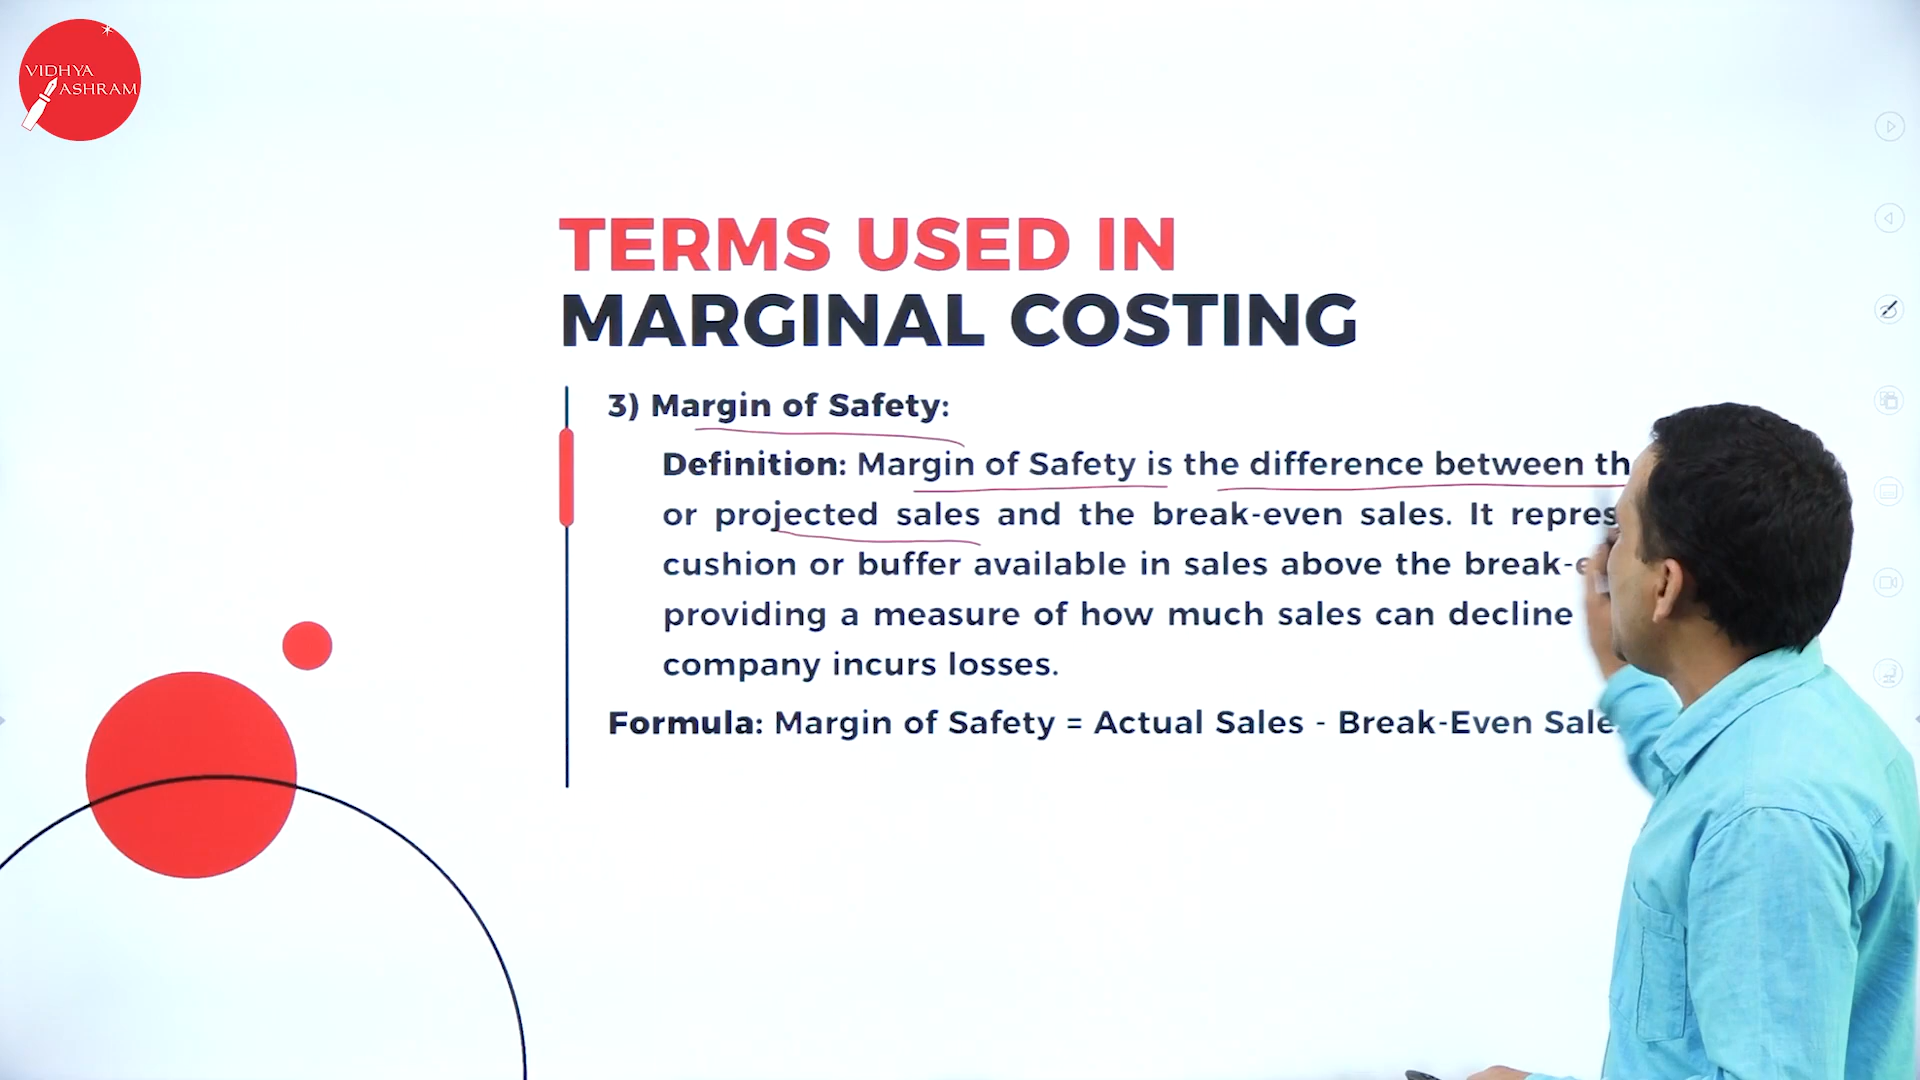 VIDHYA
ASHRAM
TERMS USED IN
MARGINAL COSTING
3) Margin of Safety:
Definition: Margin of Safety is the difference between th
or projected sales and the break-even sales. It repres
cushion or buffer available in sales above the break-e
providing a measure of how much sales can decline
company incurs losses.
Formula: Margin of Safety = Actual Sales - Break-Even Sale